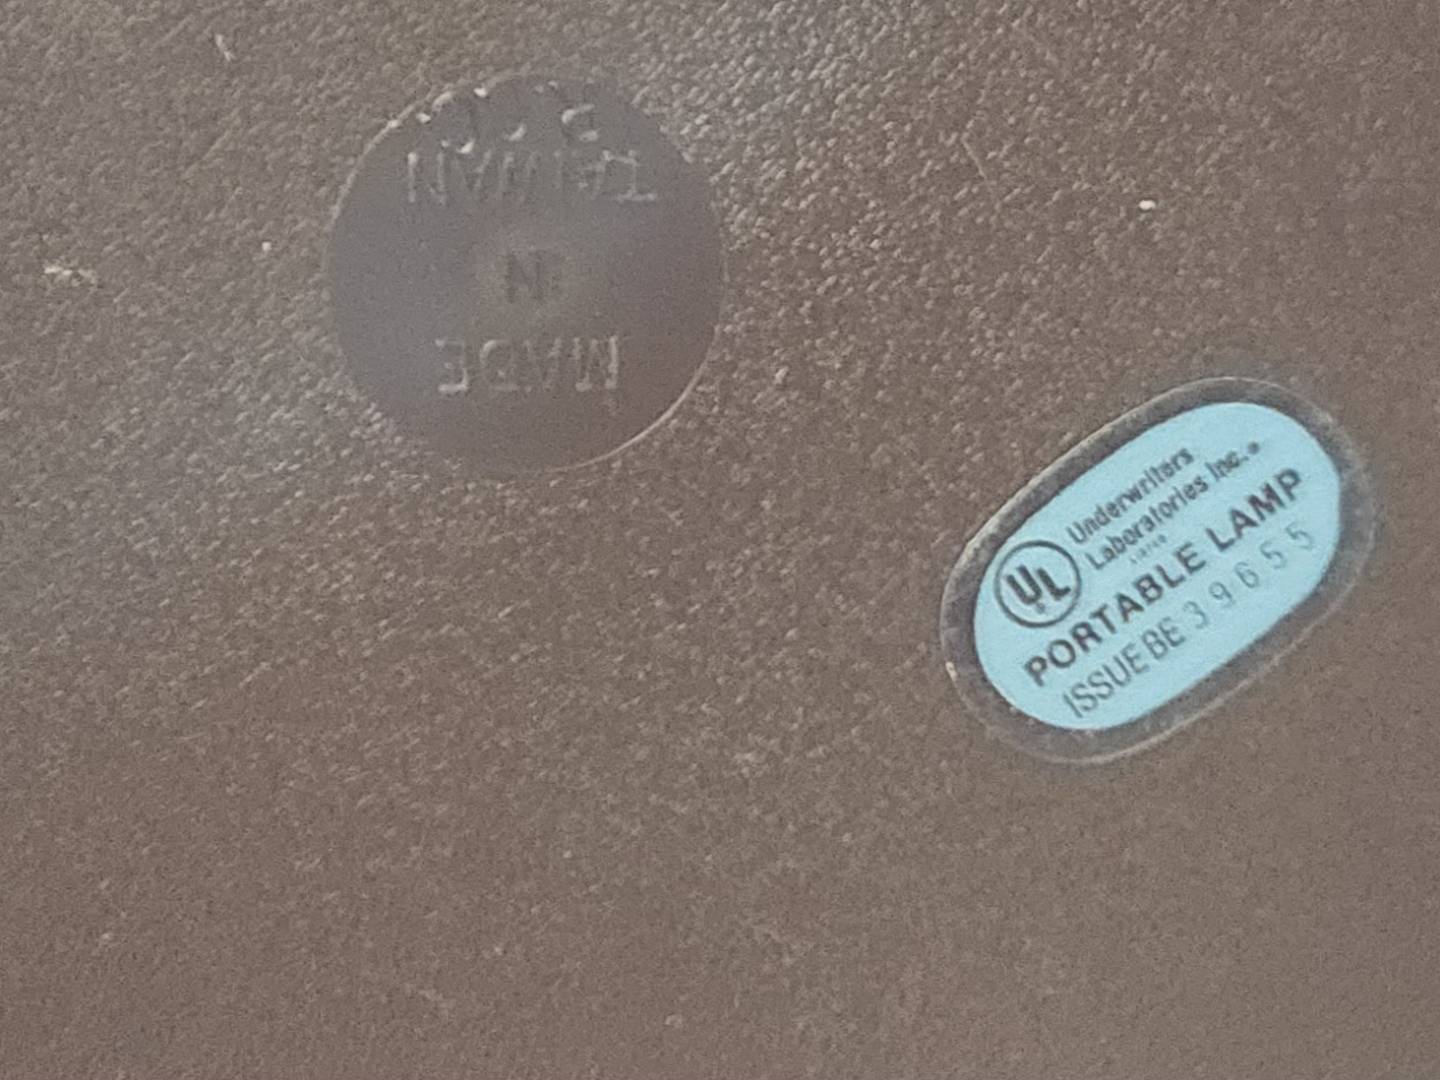 MADE
IN
TAIWAN
R.O.C.
UL
Underwriters
Laboratories Inc.®
PORTABLE LAMP
ISSUE BE 39655